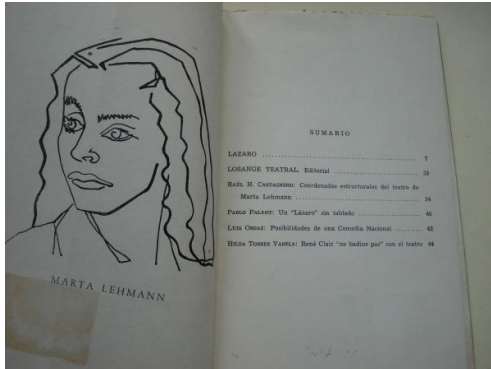 MARTA LEHMANN
SUMARIO
LAZARO .................... 7
LOSANGE TEATRAL, Editorial .................... 33
RAÚL H. CASTAGNINO: Coordenadas estructurales del teatro de
Marta Lehmann .................... 34
PABLO PALANT: Un "Lázaro" sin tablado .................... 40
LUIS ORDAZ: Posibilidades de una Comedia Nacional .................... 42
HILDA TORRES VARELA: René Clair "ne badine pas" con el teatro 44